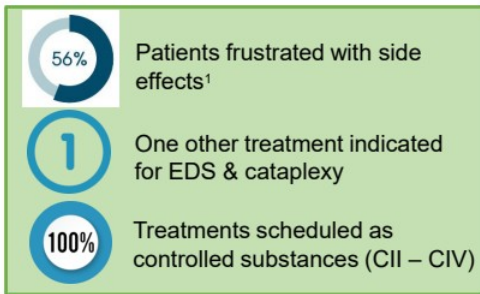 56%
Patients frustrated with side
effects¹
1
One other treatment indicated
for EDS & cataplexy
100%
Treatments scheduled as
controlled substances (CII – CIV)